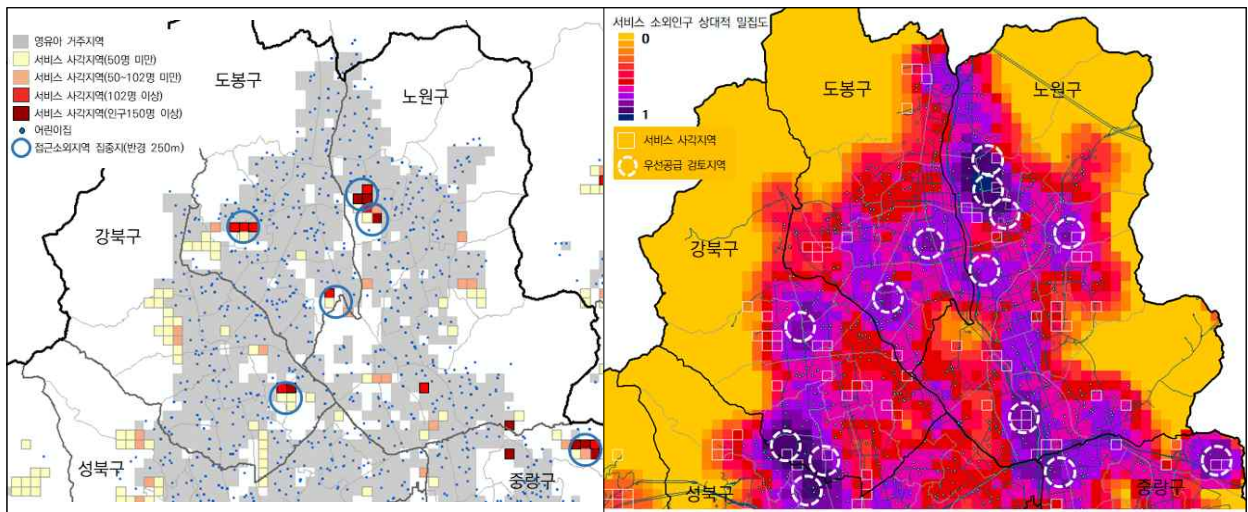 영유아 거주지역
서비스 사각지역(50명 미만)
서비스 사각지역(50~102명 미만)
서비스 사각지역(102명 이상)
서비스 사각지역(인구150명 이상)
어린이집
접근소외지역 집중지(반경 250m)
도봉구
노원구
강북구
성북구
중랑구
서비스 소외인구 상대적 밀집도
0
1
서비스 사각지역
우선공급 검토지역
도봉구
노원구
강북구
성북구
중랑구